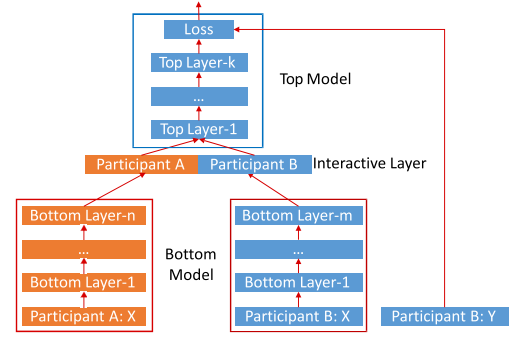 Loss
Top Layer-k
Top Model
...
Top Layer-1
Participant A
Participant B
Interactive Layer
Bottom Layer-n
Bottom Layer-m
...
Bottom
Model
...
Bottom Layer-1
Bottom Layer-1
Participant A: X
Participant B: X
Participant B: Y